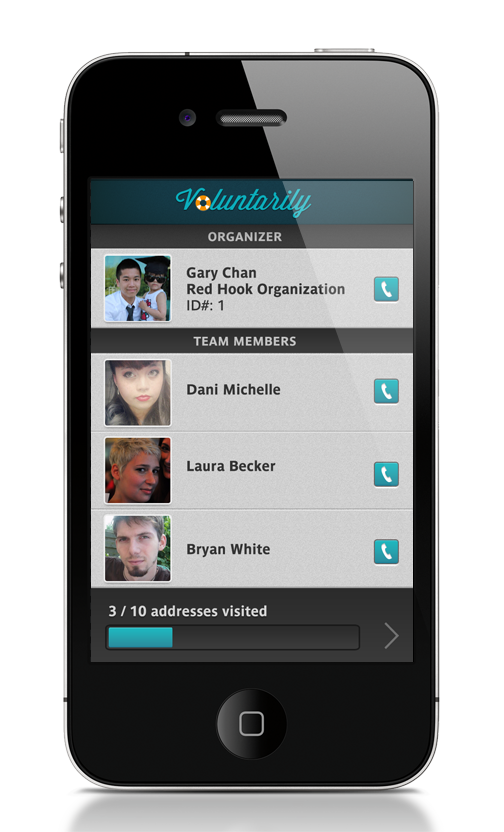 Voluntarily
ORGANIZER
Gary Chan
Red Hook Organization
ID#: 1
TEAM MEMBERS
Dani Michelle
Laura Becker
Bryan White
3 / 10 addresses visited